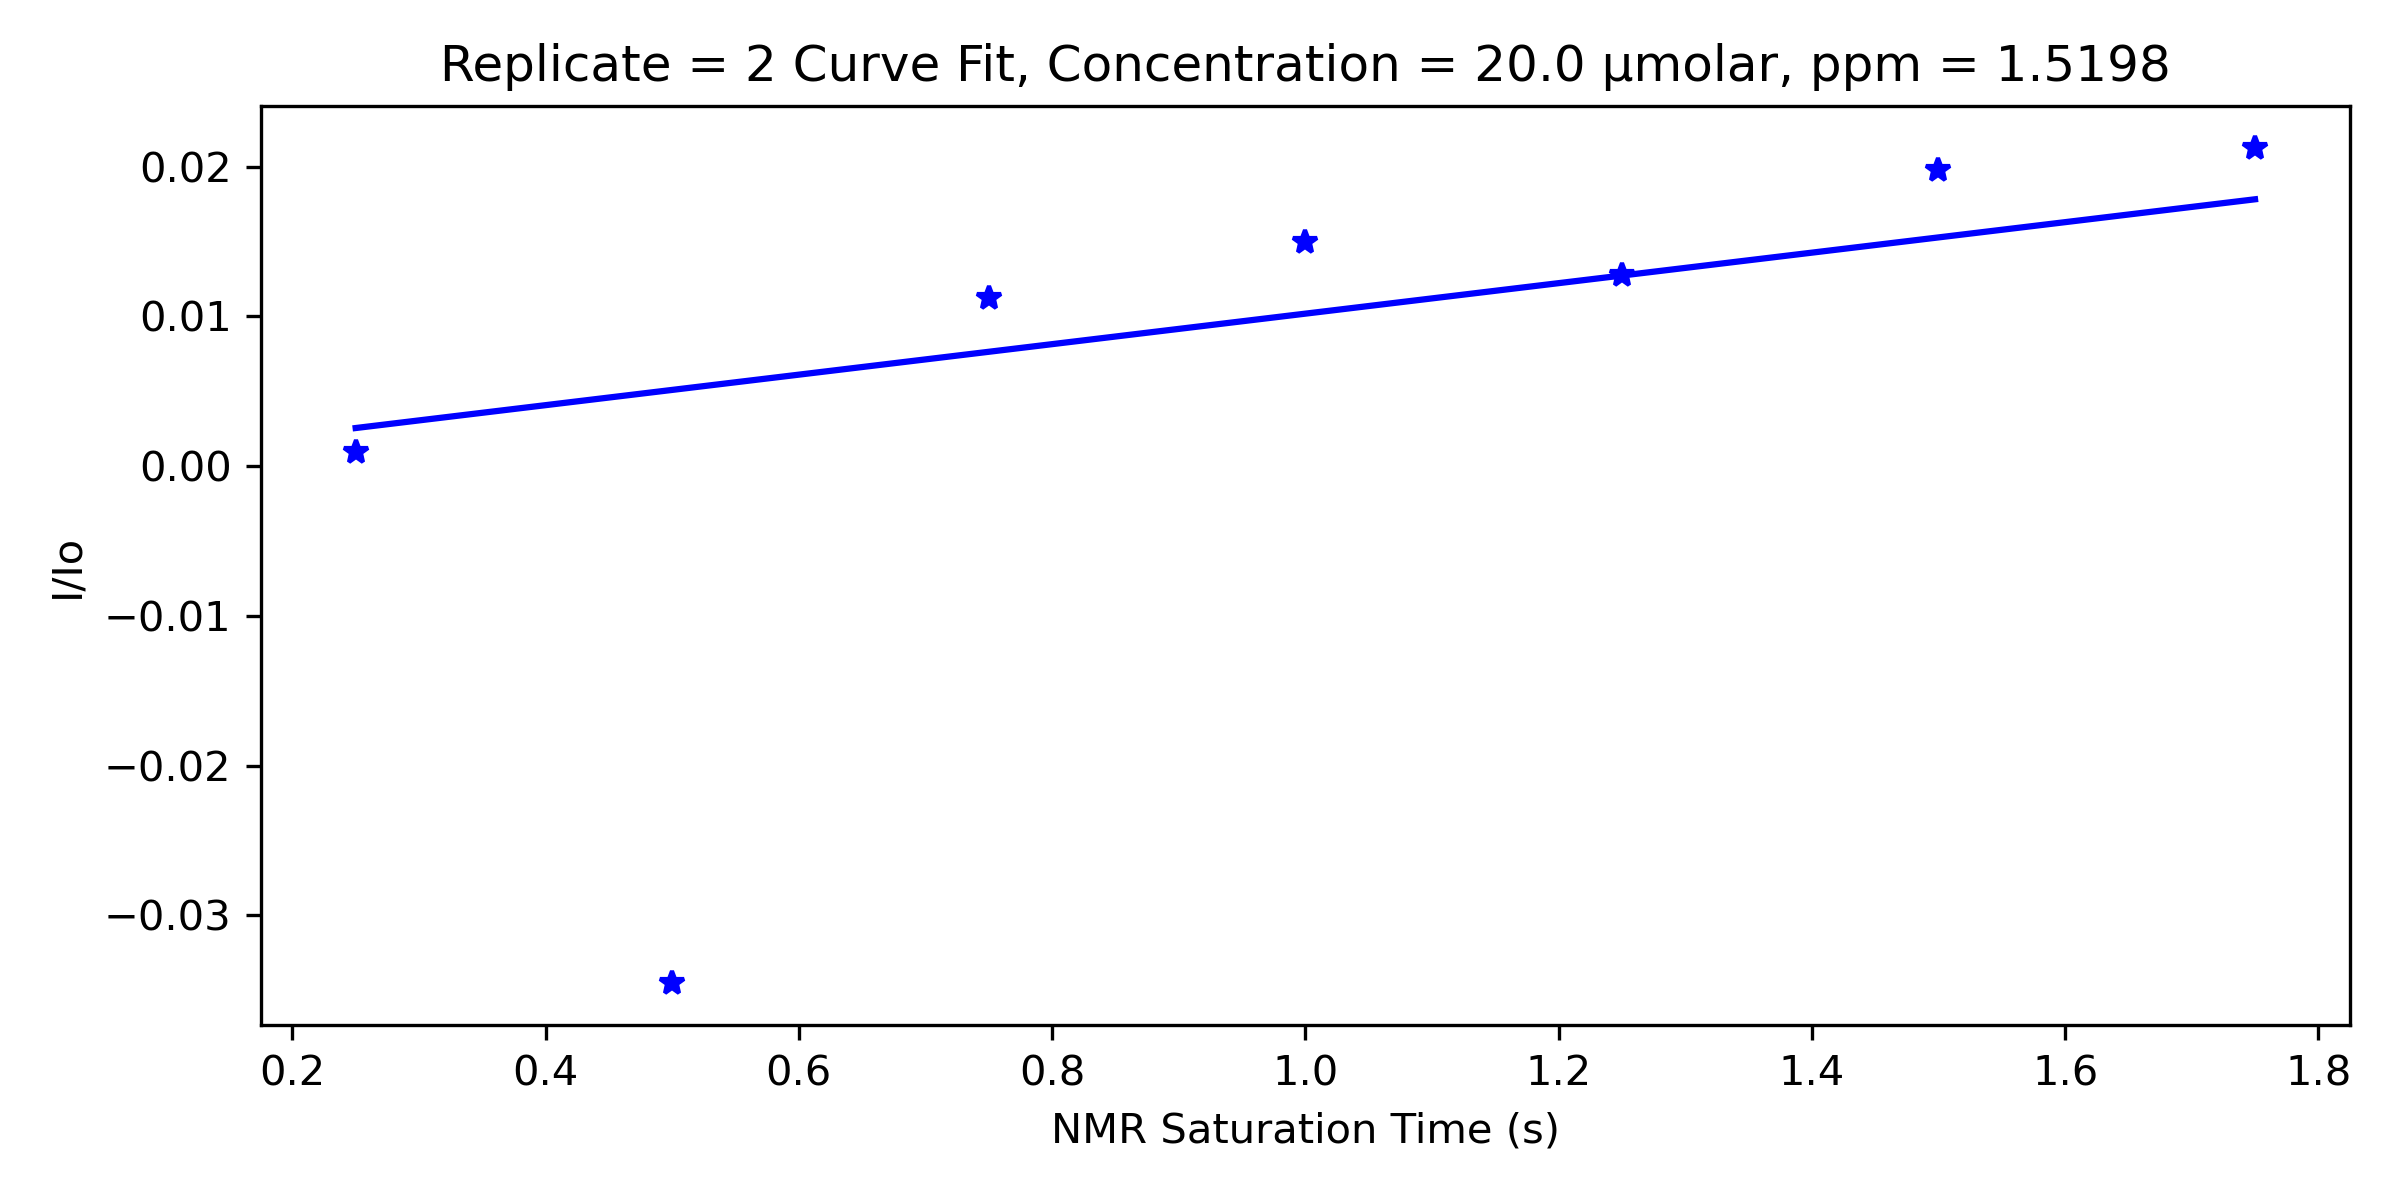 Replicate = 2 Curve Fit, Concentration = 20.0 μmolar, ppm = 1.5198
0.02
0.01
0.00
−0.01
−0.02
−0.03
I/Io
0.2 0.4 0.6 0.8 1.0 1.2 1.4 1.6 1.8
NMR Saturation Time (s)